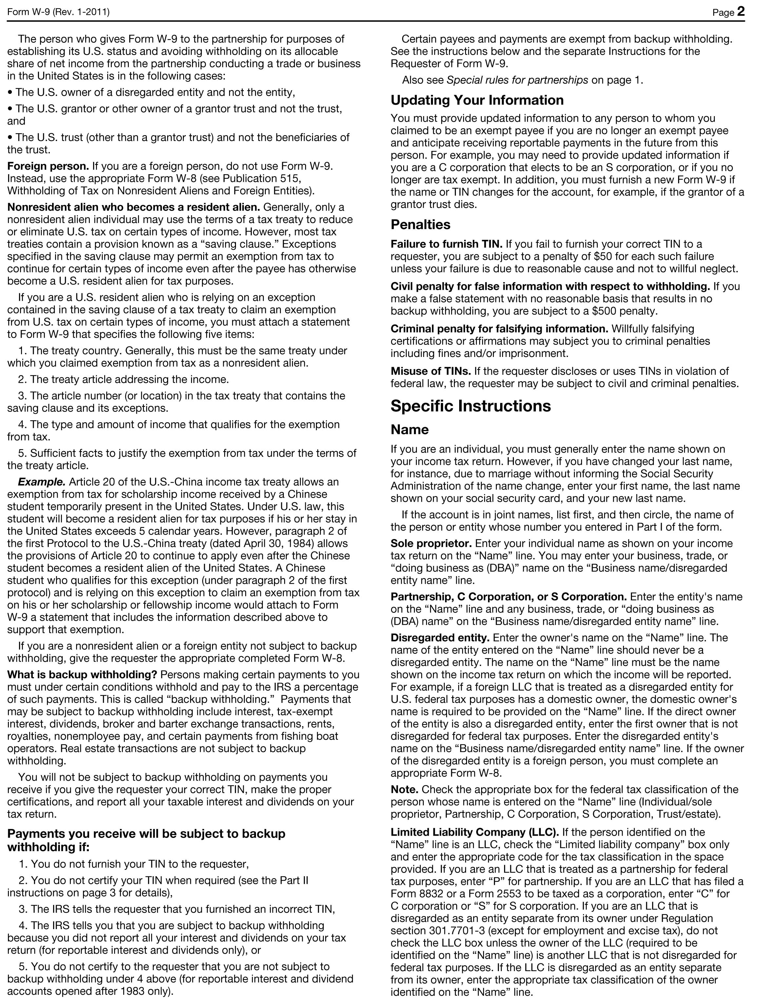 Form W-9 (Rev. 1-2011)
Page 2
The person who gives Form W-9 to the partnership for purposes of
establishing its U.S. status and avoiding withholding on its allocable
share of net income from the partnership conducting a trade or business
in the United States is in the following cases:
• The U.S. owner of a disregarded entity and not the entity,
• The U.S. grantor or other owner of a grantor trust and not the trust,
and
• The U.S. trust (other than a grantor trust) and not the beneficiaries of
the trust.
Foreign person. If you are a foreign person, do not use Form W-9.
Instead, use the appropriate Form W-8 (see Publication 515,
Withholding of Tax on Nonresident Aliens and Foreign Entities).
Nonresident alien who becomes a resident alien. Generally, only a
nonresident alien individual may use the terms of a tax treaty to reduce
or eliminate U.S. tax on certain types of income. However, most tax
treaties contain a provision known as a “saving clause.” Exceptions
specified in the saving clause may permit an exemption from tax to
continue for certain types of income even after the payee has otherwise
become a U.S. resident alien for tax purposes.
If you are a U.S. resident alien who is relying on an exception
contained in the saving clause of a tax treaty to claim an exemption
from U.S. tax on certain types of income, you must attach a statement
to Form W-9 that specifies the following five items:
1. The treaty country. Generally, this must be the same treaty under
which you claimed exemption from tax as a nonresident alien.
2. The treaty article addressing the income.
3. The article number (or location) in the tax treaty that contains the
saving clause and its exceptions.
4. The type and amount of income that qualifies for the exemption
from tax.
5. Sufficient facts to justify the exemption from tax under the terms of
the treaty article.
Example. Article 20 of the U.S.-China income tax treaty allows an
exemption from tax for scholarship income received by a Chinese
student temporarily present in the United States. Under U.S. law, this
student will become a resident alien for tax purposes if his or her stay in
the United States exceeds 5 calendar years. However, paragraph 2 of
the first Protocol to the U.S.-China treaty (dated April 30, 1984) allows
the provisions of Article 20 to continue to apply even after the Chinese
student becomes a resident alien of the United States. A Chinese
student who qualifies for this exception (under paragraph 2 of the first
protocol) and is relying on this exception to claim an exemption from tax
on his or her scholarship or fellowship income would attach to Form
W-9 a statement that includes the information described above to
support that exemption.
If you are a nonresident alien or a foreign entity not subject to backup
withholding, give the requester the appropriate completed Form W-8.
What is backup withholding? Persons making certain payments to you
must under certain conditions withhold and pay to the IRS a percentage
of such payments. This is called “backup withholding.”  Payments that
may be subject to backup withholding include interest, tax-exempt
interest, dividends, broker and barter exchange transactions, rents,
royalties, nonemployee pay, and certain payments from fishing boat
operators. Real estate transactions are not subject to backup
withholding.
You will not be subject to backup withholding on payments you
receive if you give the requester your correct TIN, make the proper
certifications, and report all your taxable interest and dividends on your
tax return.
Payments you receive will be subject to backup
withholding if:
1. You do not furnish your TIN to the requester,
2. You do not certify your TIN when required (see the Part II
instructions on page 3 for details),
3. The IRS tells the requester that you furnished an incorrect TIN,
4. The IRS tells you that you are subject to backup withholding
because you did not report all your interest and dividends on your tax
return (for reportable interest and dividends only), or
5. You do not certify to the requester that you are not subject to
backup withholding under 4 above (for reportable interest and dividend
accounts opened after 1983 only).
Certain payees and payments are exempt from backup withholding.
See the instructions below and the separate Instructions for the
Requester of Form W-9.
Also see Special rules for partnerships on page 1.
Updating Your Information
You must provide updated information to any person to whom you
claimed to be an exempt payee if you are no longer an exempt payee
and anticipate receiving reportable payments in the future from this
person. For example, you may need to provide updated information if
you are a C corporation that elects to be an S corporation, or if you no
longer are tax exempt. In addition, you must furnish a new Form W-9 if
the name or TIN changes for the account, for example, if the grantor of a
grantor trust dies.
Penalties
Failure to furnish TIN. If you fail to furnish your correct TIN to a
requester, you are subject to a penalty of $50 for each such failure
unless your failure is due to reasonable cause and not to willful neglect.
Civil penalty for false information with respect to withholding. If you
make a false statement with no reasonable basis that results in no
backup withholding, you are subject to a $500 penalty.
Criminal penalty for falsifying information. Willfully falsifying
certifications or affirmations may subject you to criminal penalties
including fines and/or imprisonment.
Misuse of TINs. If the requester discloses or uses TINs in violation of
federal law, the requester may be subject to civil and criminal penalties.
Specific Instructions
Name
If you are an individual, you must generally enter the name shown on
your income tax return. However, if you have changed your last name,
for instance, due to marriage without informing the Social Security
Administration of the name change, enter your first name, the last name
shown on your social security card, and your new last name.
If the account is in joint names, list first, and then circle, the name of
the person or entity whose number you entered in Part I of the form.
Sole proprietor. Enter your individual name as shown on your income
tax return on the “Name” line. You may enter your business, trade, or
“doing business as (DBA)” name on the “Business name/disregarded
entity name” line.
Partnership, C Corporation, or S Corporation. Enter the entity's name
on the “Name” line and any business, trade, or “doing business as
(DBA) name” on the “Business name/disregarded entity name” line.
Disregarded entity. Enter the owner's name on the “Name” line. The
name of the entity entered on the “Name” line should never be a
disregarded entity. The name on the “Name” line must be the name
shown on the income tax return on which the income will be reported.
For example, if a foreign LLC that is treated as a disregarded entity for
U.S. federal tax purposes has a domestic owner, the domestic owner's
name is required to be provided on the “Name” line. If the direct owner
of the entity is also a disregarded entity, enter the first owner that is not
disregarded for federal tax purposes. Enter the disregarded entity's
name on the “Business name/disregarded entity name” line. If the owner
of the disregarded entity is a foreign person, you must complete an
appropriate Form W-8.
Note. Check the appropriate box for the federal tax classification of the
person whose name is entered on the “Name” line (Individual/sole
proprietor, Partnership, C Corporation, S Corporation, Trust/estate).
Limited Liability Company (LLC). If the person identified on the
“Name” line is an LLC, check the “Limited liability company” box only
and enter the appropriate code for the tax classification in the space
provided. If you are an LLC that is treated as a partnership for federal
tax purposes, enter “P” for partnership. If you are an LLC that has filed a
Form 8832 or a Form 2553 to be taxed as a corporation, enter “C” for
C corporation or “S” for S corporation. If you are an LLC that is
disregarded as an entity separate from its owner under Regulation
section 301.7701-3 (except for employment and excise tax), do not
check the LLC box unless the owner of the LLC (required to be
identified on the “Name” line) is another LLC that is not disregarded for
federal tax purposes. If the LLC is disregarded as an entity separate
from its owner, enter the appropriate tax classification of the owner
identified on the “Name” line.